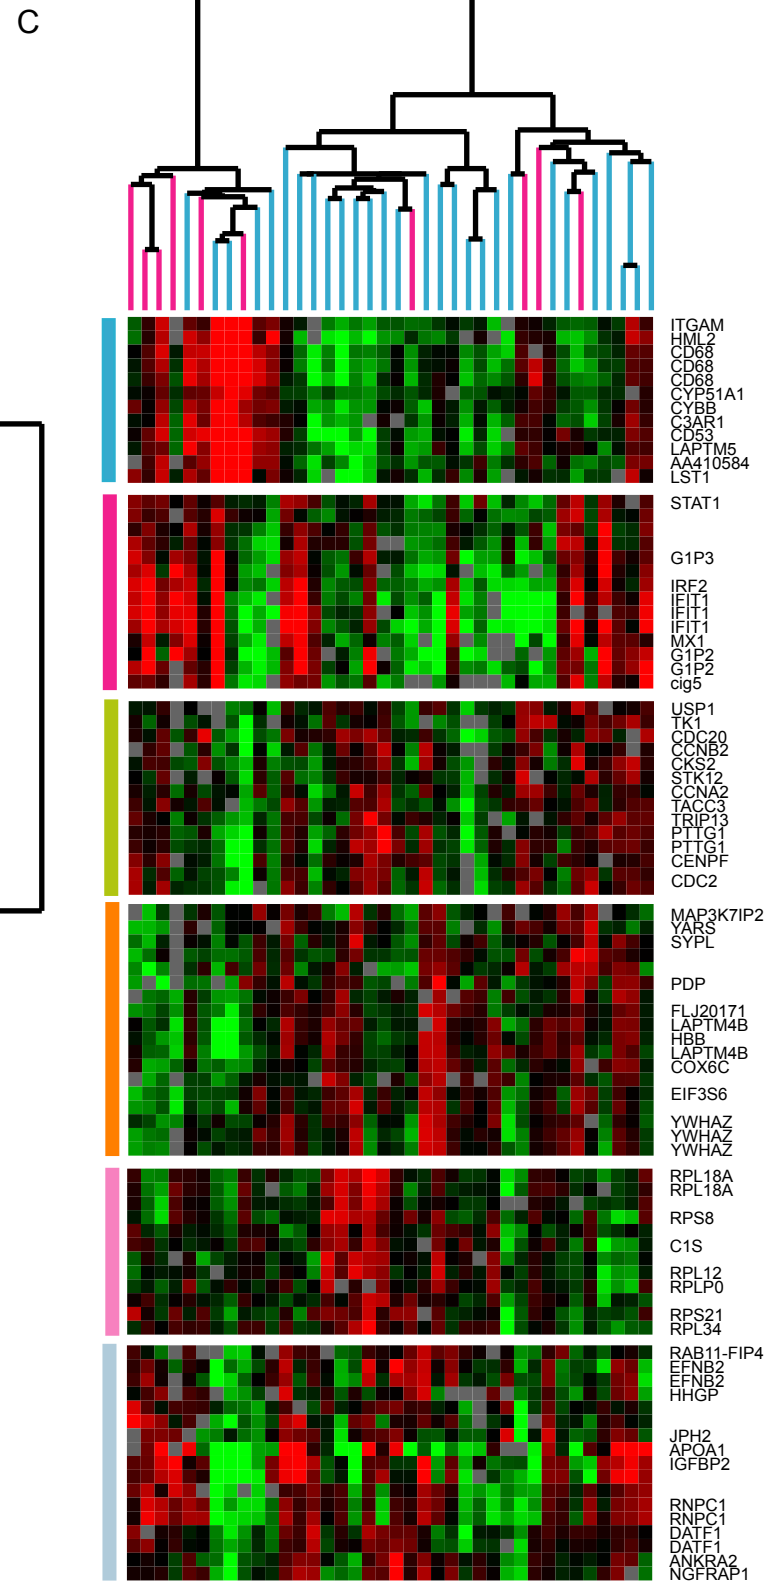 C
ITGAM
HML2
CD68
CD68
CD68
CYP51A1
CYBB
C3AR1
CD53
LAPTM5
AA410584
LST1
STAT1
G1P3
IRF2
IFIT1
IFIT1
IFIT1
MX1
G1P2
G1P2
cig5
USP1
TK1
CDC20
CCNB2
CKS2
STK12
CCNA2
TACC3
TRIP13
PTTG1
PTTG1
CENPF
CDC2
MAP3K7IP2
YARS
SYPL
PDP
FLJ20171
LAPTM4B
HBB
LAPTM4B
COX6C
EIF3S6
YWHAZ
YWHAZ
YWHAZ
RPL18A
RPL18A
RPS8
C1S
RPL12
RPLP0
RPS21
RPL34
RAB11-FIP4
EFNB2
EFNB2
HHGP
JPH2
APOA1
IGFBP2
RNPC1
RNPC1
DATF1
DATF1
ANKRA2
NGFRAP1